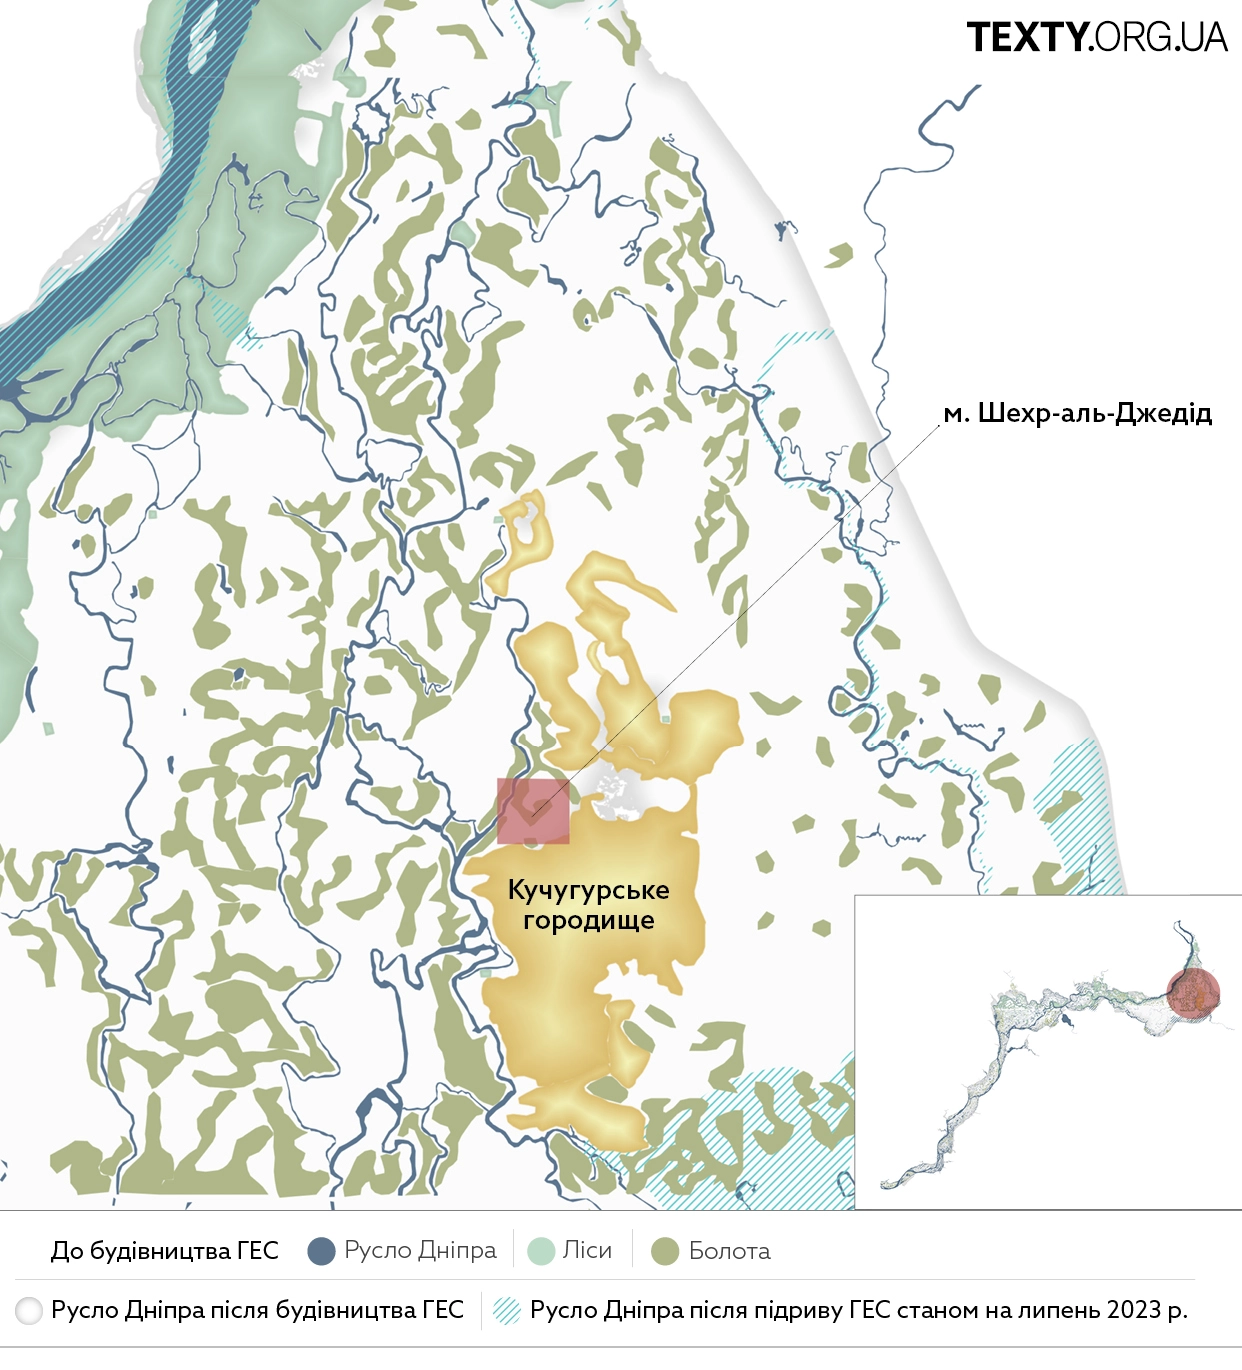 TEXTY.ORG.UA
м. Шехр-аль-Джедід
Кучугурське
городище
До будівництва ГЕС
Русло Дніпра
Ліси
Болота
Русло Дніпра після будівництва ГЕС
Русло Дніпра після підриву ГЕС станом на липень 2023 р.